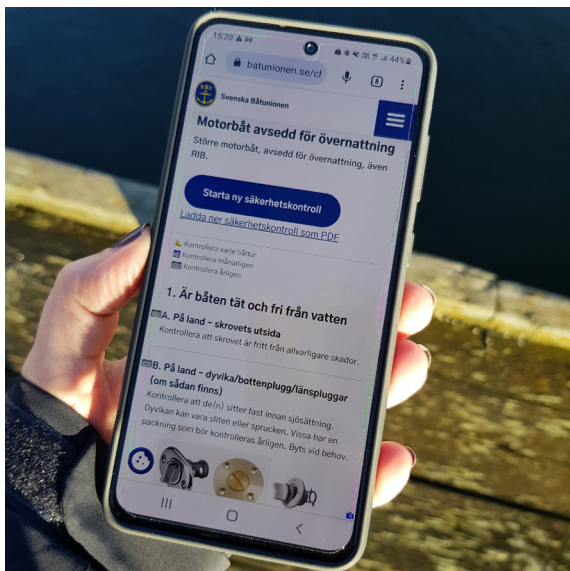 15:20
44%
batunionen.se/cl
8
SBU
Svenska Båtunionen
Motorbåt avsedd för övernattning
Större motorbåt, avsedd för övernattning, även
RIB.
Starta ny säkerhetskontroll
Ladda ner säkerhetskontroll som PDF
Kontrollera varje båttur
Kontrollera månatligen
Kontrollera årligen
1. Är båten tät och fri från vatten
A. På land – skrovets utsida
Kontrollera att skrovet är fritt från allvarligare skador.
B. På land – dyvika/bottenplugg/länspluggar
(om sådan finns)
Kontrollera att de(n) sitter fast innan sjösättning.
Dyvikan kan vara sliten eller sprucken. Vissa har en
packning som bör kontrolleras årligen. Byts vid behov.